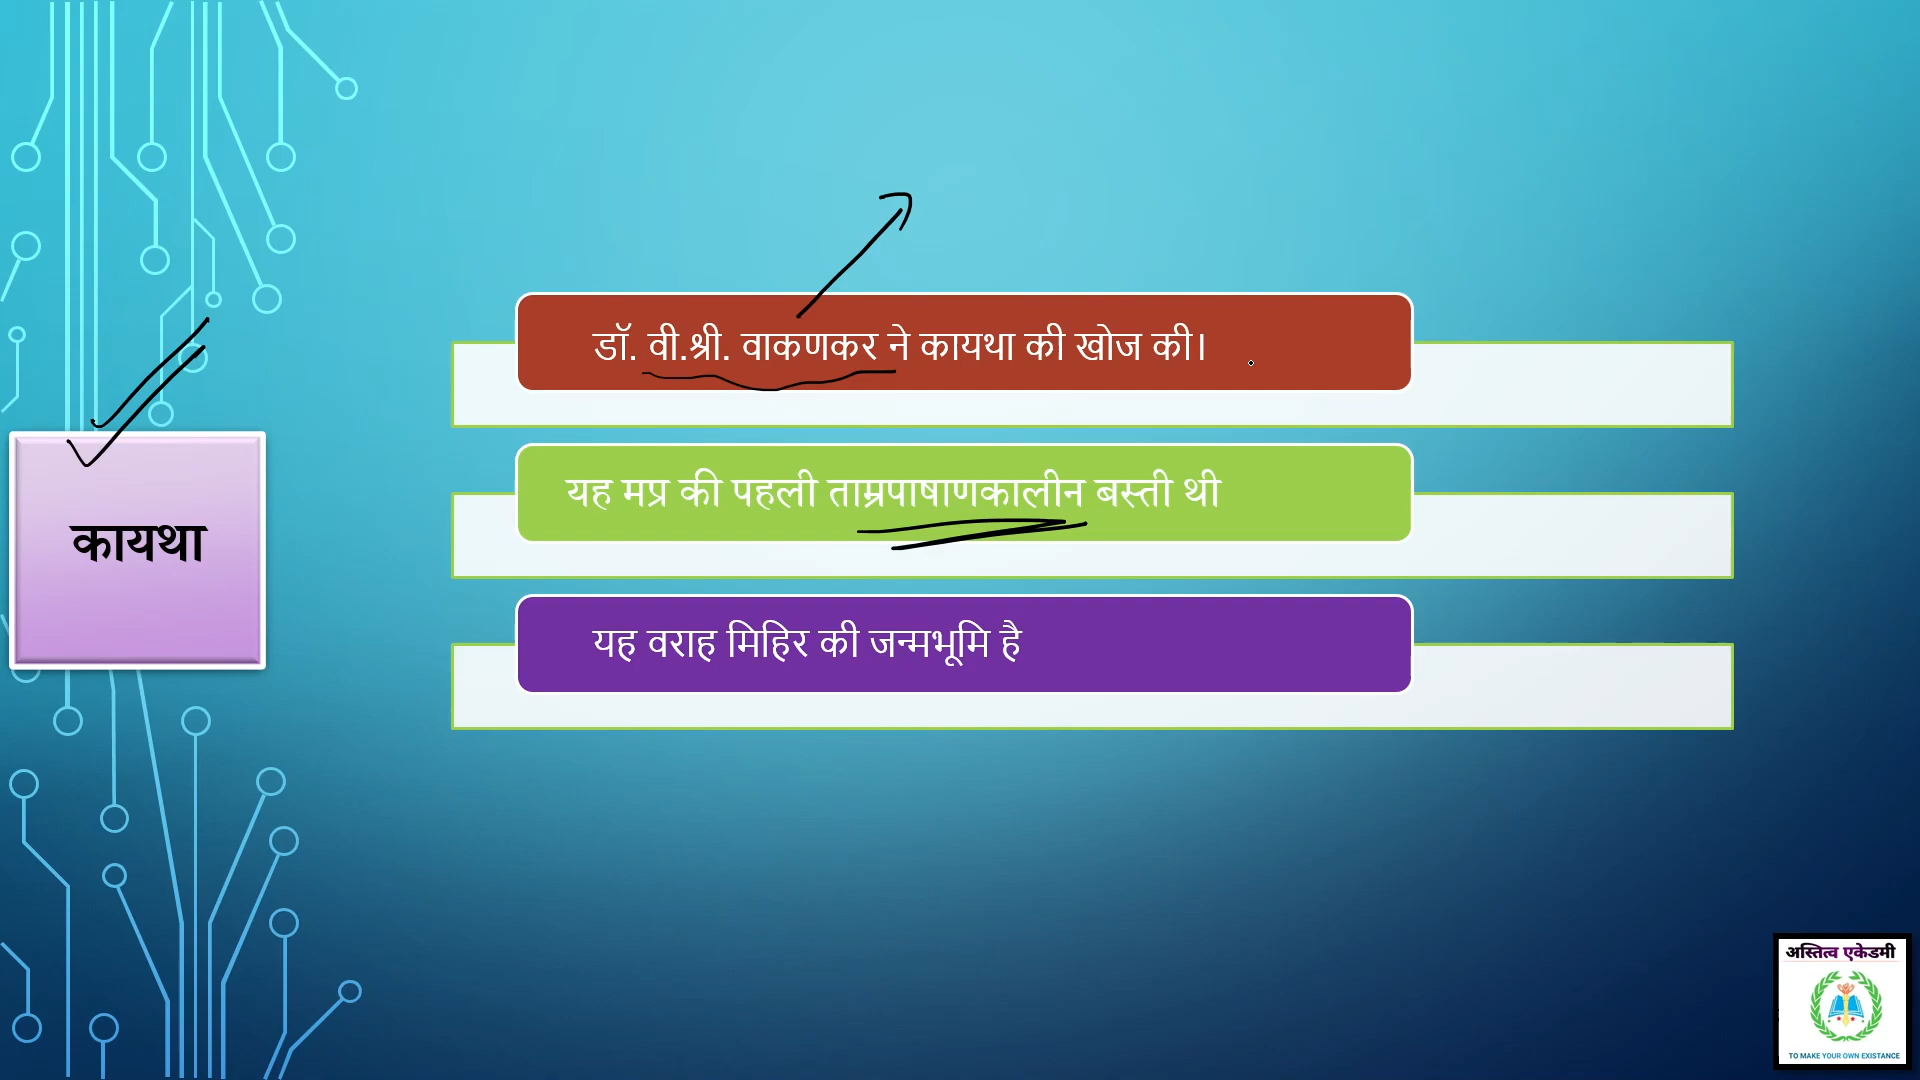 कायथा
डॉ. वी.श्री. वाकणकर ने कायथा की खोज की।
यह मप्र की पहली ताम्रपाषाणकालीन बस्ती थी
यह वराह मिहिर की जन्मभूमि है
अस्तित्व एकेडमी
TO MAKE YOUR OWN EXISTANCE